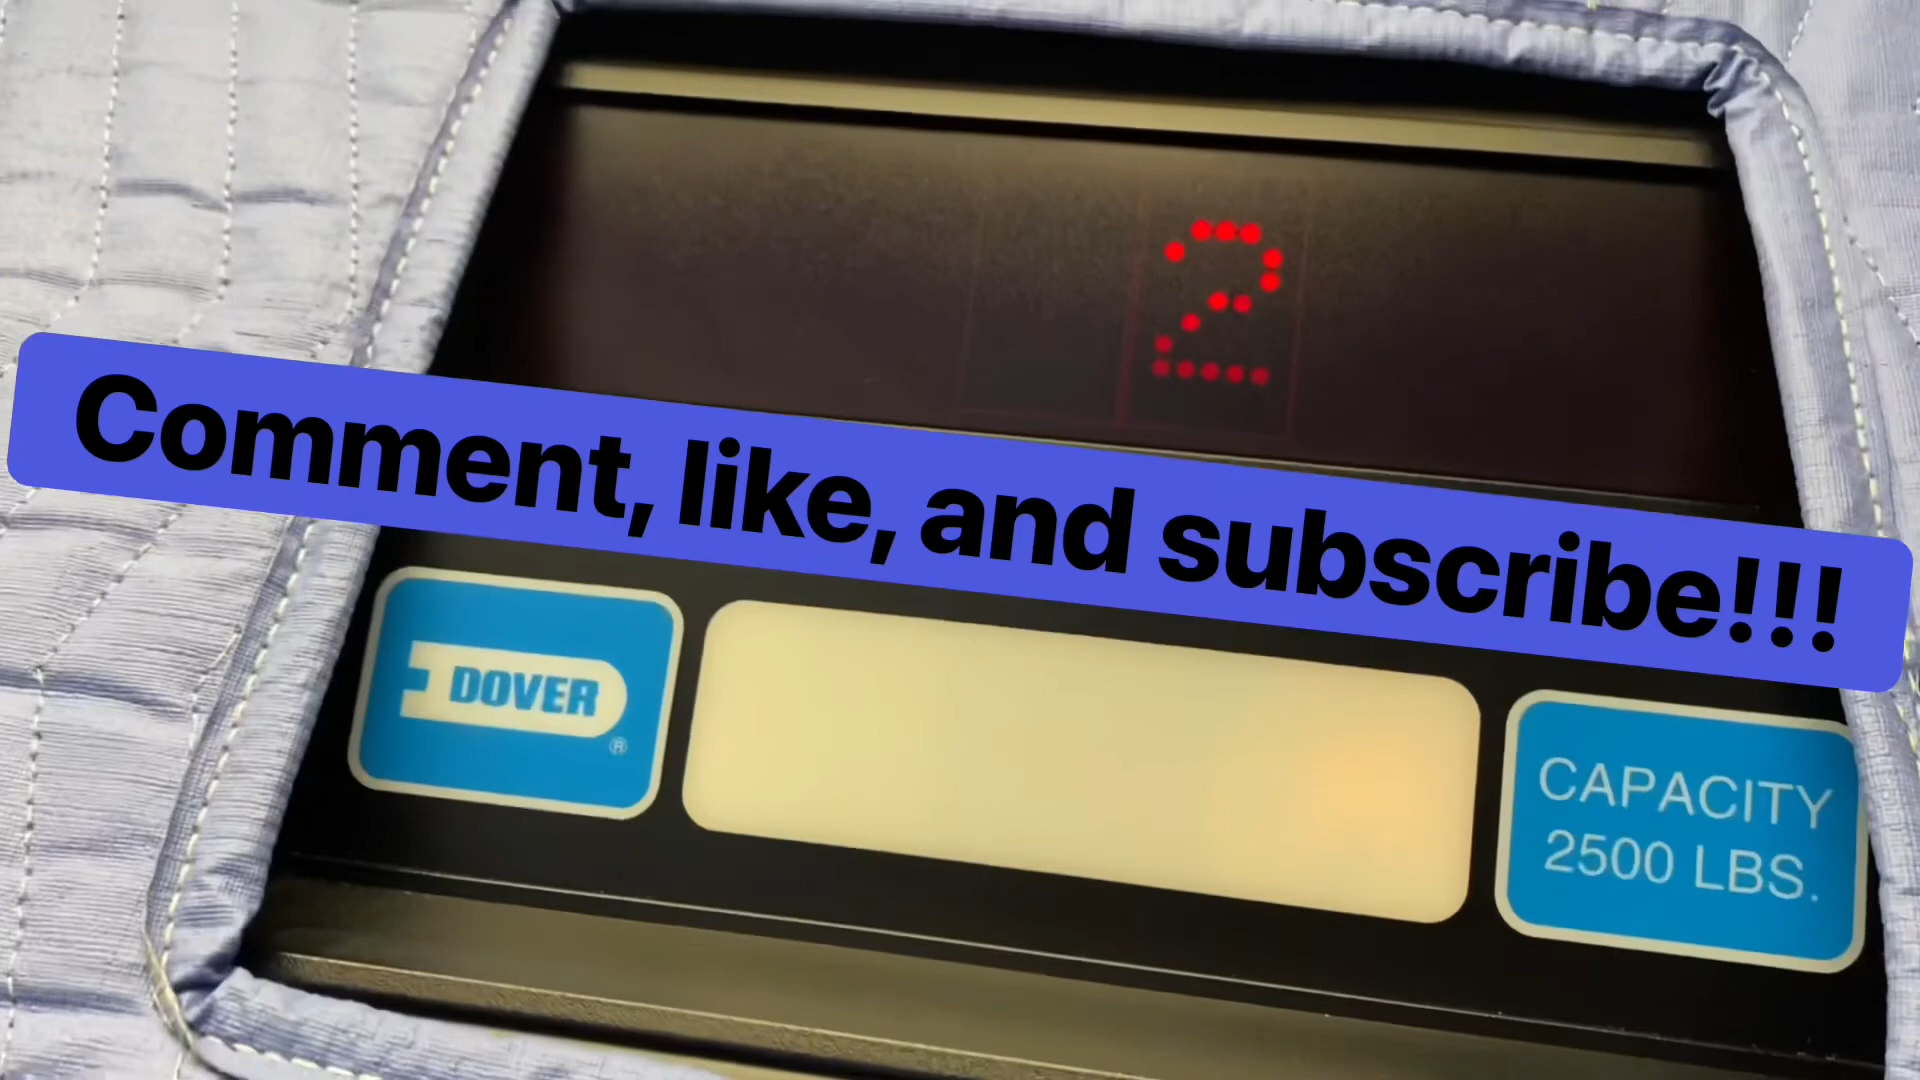 2
Comment, like, and subscribe!!!
DOVER
®
CAPACITY
2500 LBS.